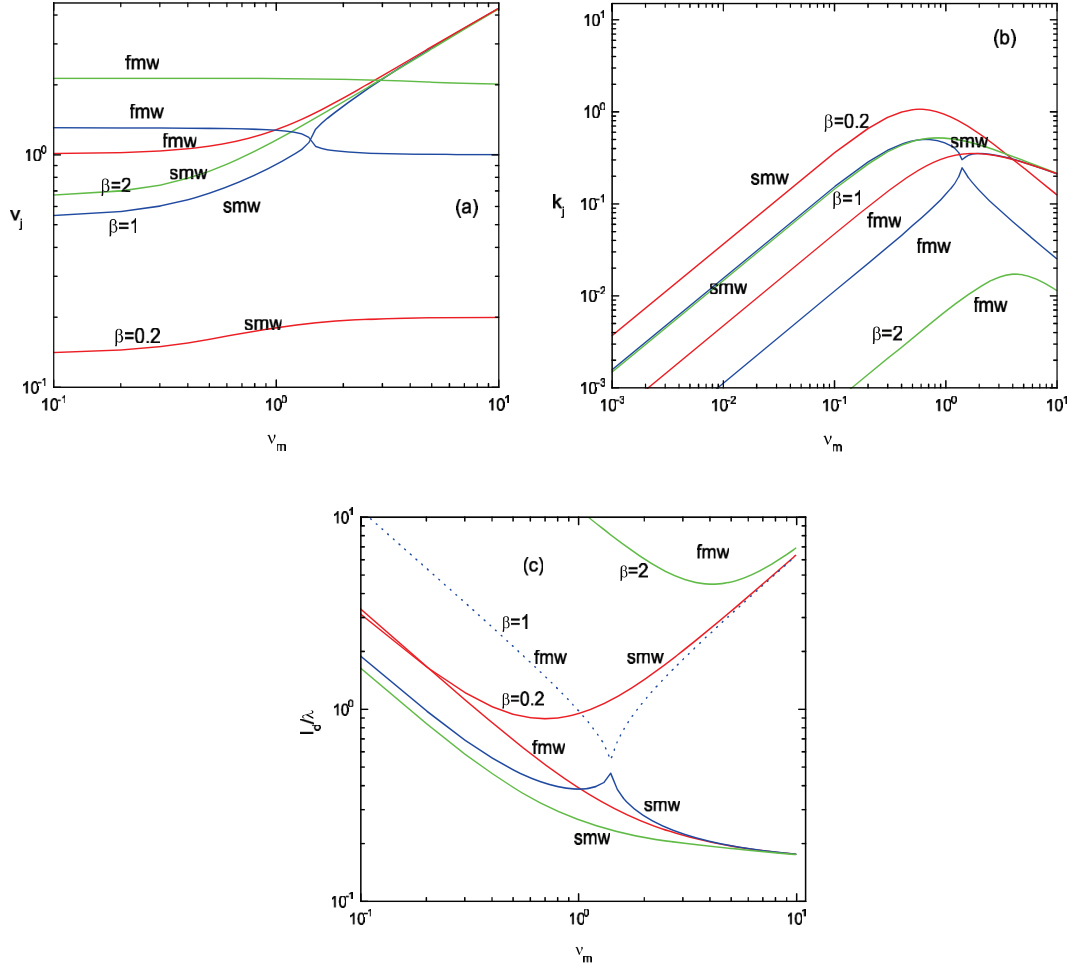 fmw
fmw
fmw
β=2
smw
β=1
smw
(a)
v_j
β=0.2
smw
10^0
10^-1
10^-1
10^0
10^1
ν_m
10^1
(b)
10^0
β=0.2
smw
smw
k_j
10^-1
β=1
fmw
fmw
10^-2
smw
β=2
fmw
10^-3
10^-3
10^-2
10^-1
10^0
10^1
ν_m
10^1
(c)
fmw
β=2
β=1
fmw
smw
l_d/λ
10^0
β=0.2
fmw
smw
smw
10^-1
10^-1
10^0
10^1
ν_m